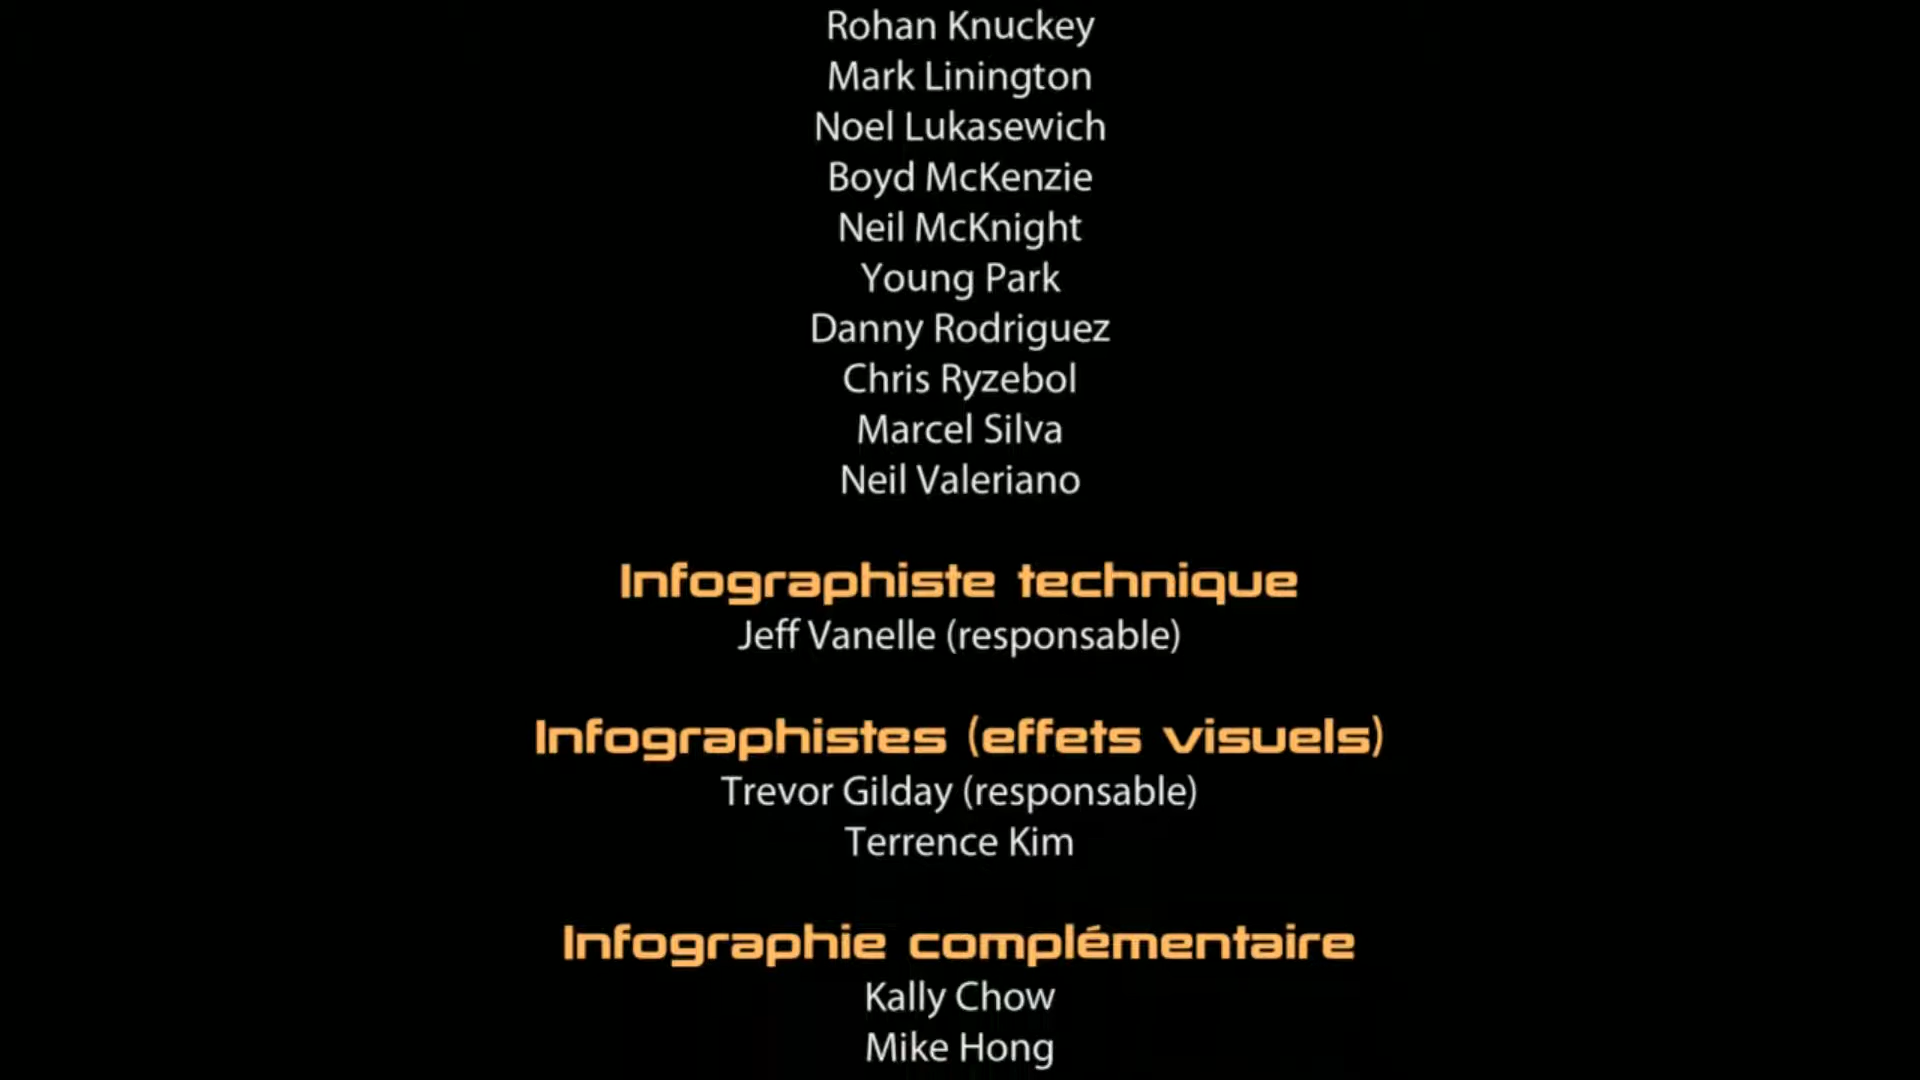 Rohan Knuckey
Mark Linington
Noel Lukasewich
Boyd McKenzie
Neil McKnight
Young Park
Danny Rodriguez
Chris Ryzebol
Marcel Silva
Neil Valeriano
Infographiste technique
Jeff Vanelle (responsable)
Infographistes (effets visuels)
Trevor Gilday (responsable)
Terrence Kim
Infographie complémentaire
Kally Chow
Mike Hong